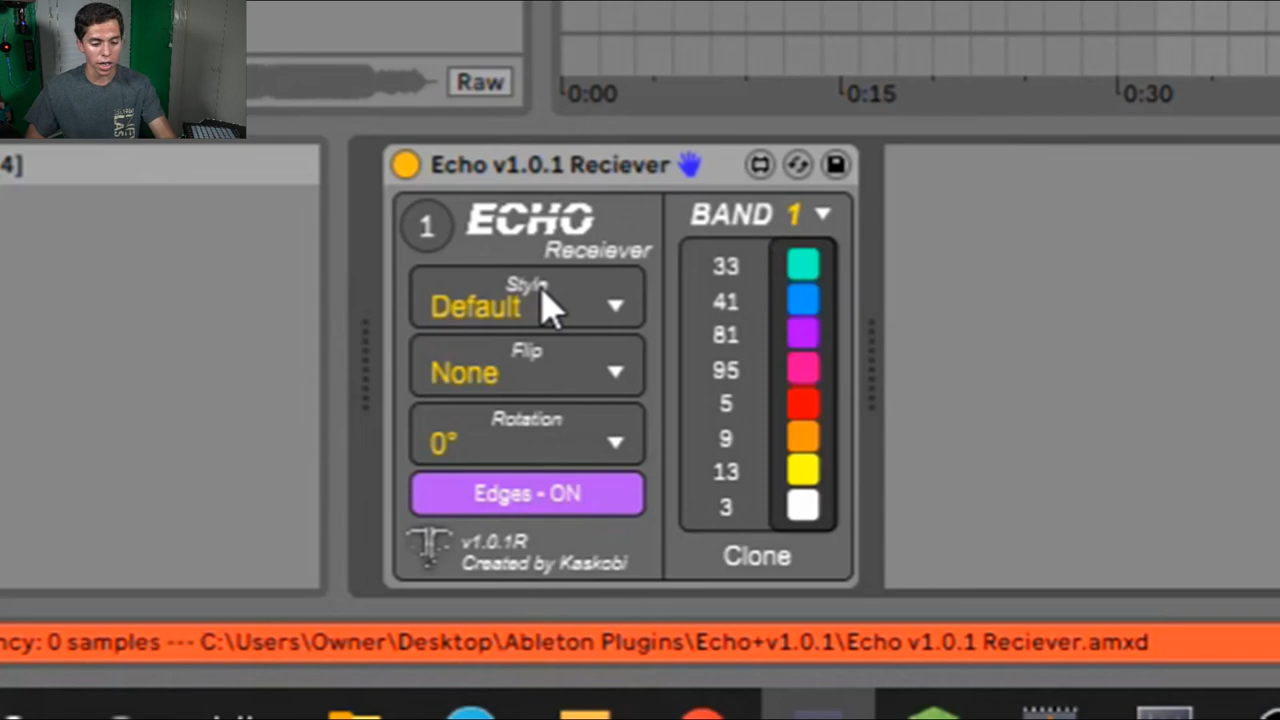 Raw
0:00
0:15
0:30
4]
Echo v1.0.1 Reciever
1
ECHO
Receiever
BAND 1
Style
Default
Flip
None
Rotation
0°
Edges - ON
33
41
81
95
5
9
13
3
v1.0.1R
Created by Kaskobi
Clone
ncy: 0 samples --- C:\Users\Owner\Desktop\Ableton Plugins\Echo+v1.0.1\Echo v1.0.1 Reciever.amxd